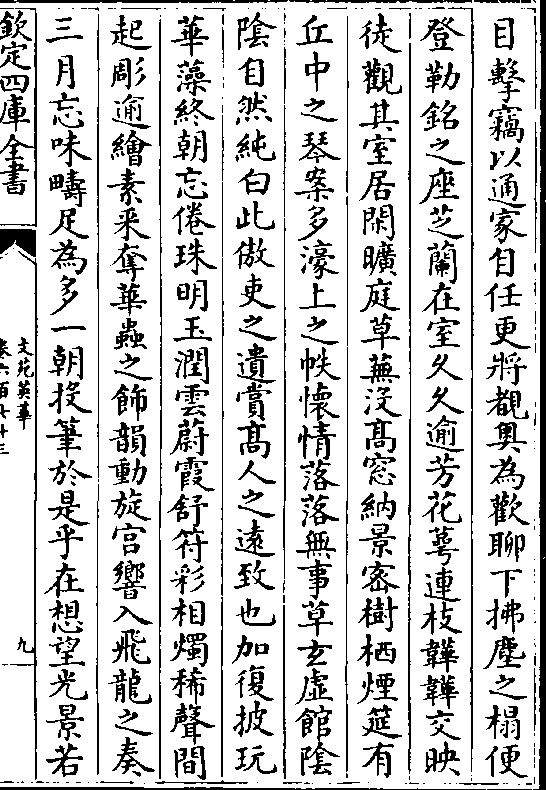 目擊竊以通家自任更將覩奥為歡聊下拂塵之榻便
登勒銘之座芝蘭在室久久逾芳花蕚連枝韡韡交映
徒觀其室居閑曠庭草蕪没髙窓納景宻樹栖煙筵有
丘中之琴案多濠上之帙懷情落落無事草玄虚館陰
陰自然純白此傲吏之遺賞髙人之逺致也加復披玩
華藻終朝忘倦珠明玉潤雲蔚霞舒符彩相燭稀聲間
起彫逾繪素采奪華蟲之飾韻動旋宫響入飛龍之奏
三月忘味疇足為多一朝投筆於是乎在想望光景若
欽定四庫全書
文苑英華
卷六百七十三
九